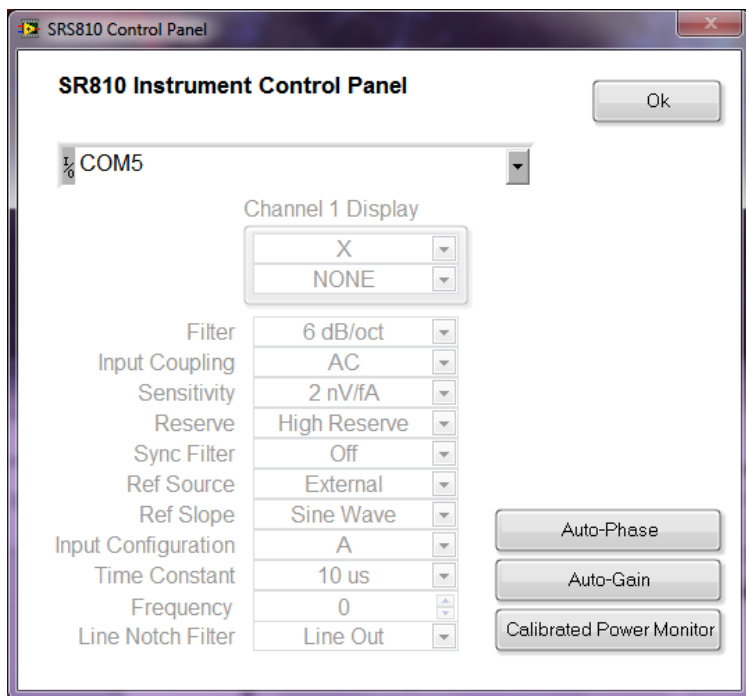 SRS810 Control Panel
SR810 Instrument Control Panel
Ok
I/O COM5
Channel 1 Display
X
NONE
Filter 6 dB/oct
Input Coupling AC
Sensitivity 2 nV/fA
Reserve High Reserve
Sync Filter Off
Ref Source External
Ref Slope Sine Wave
Input Configuration A
Time Constant 10 us
Frequency 0
Line Notch Filter Line Out
Auto-Phase
Auto-Gain
Calibrated Power Monitor